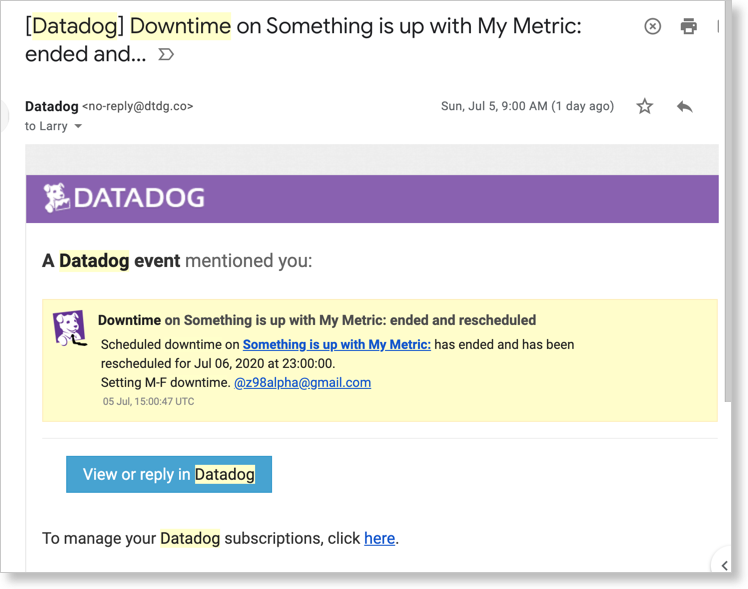 [Datadog] Downtime on Something is up with My Metric:
ended and...
Datadog <no-reply@dtdg.co>
Sun, Jul 5, 9:00 AM (1 day ago)
to Larry
DATADOG
A Datadog event mentioned you:
Downtime on Something is up with My Metric: ended and rescheduled
Scheduled downtime on Something is up with My Metric: has ended and has been
rescheduled for Jul 06, 2020 at 23:00:00.
Setting M-F downtime. @z98alpha@gmail.com
05 Jul, 15:00:47 UTC
View or reply in Datadog
To manage your Datadog subscriptions, click here.